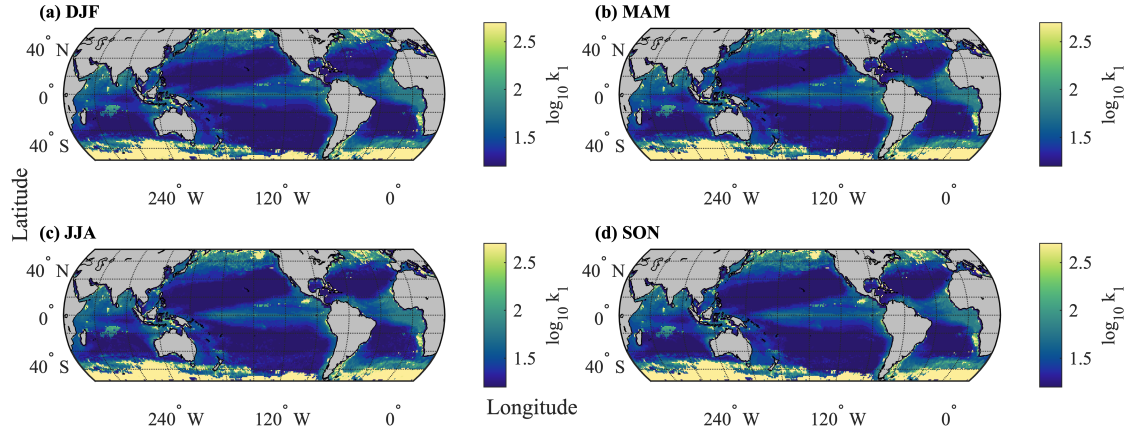 (a) DJF
(b) MAM
40° N
0°
40° S
2.5
2
1.5
log10 k1
40° N
0°
40° S
2.5
2
1.5
log10 k1
240° W
120° W
0°
240° W
120° W
0°
Latitude
(c) JJA
(d) SON
40° N
0°
40° S
2.5
2
1.5
log10 k1
40° N
0°
40° S
2.5
2
1.5
log10 k1
240° W
120° W
0°
240° W
120° W
0°
Longitude